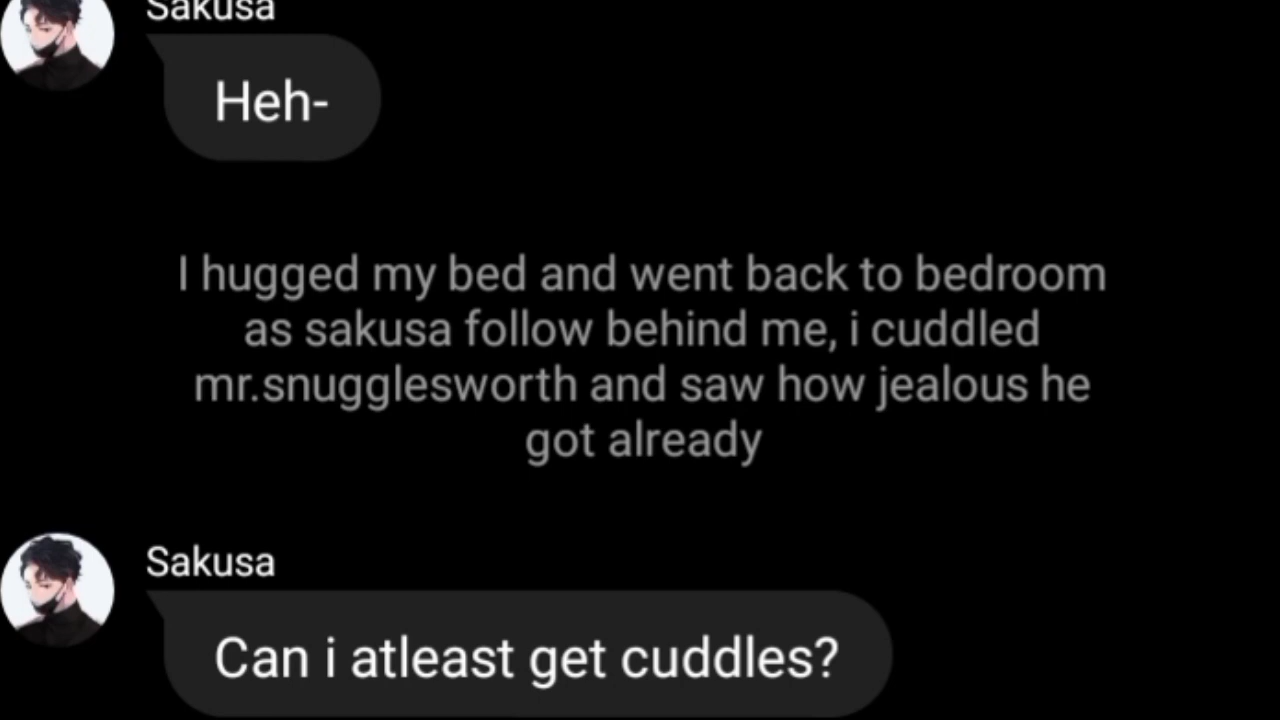 Sakusa
Heh-
I hugged my bed and went back to bedroom
as sakusa follow behind me, i cuddled
mr.snugglesworth and saw how jealous he
got already
Sakusa
Can i atleast get cuddles?